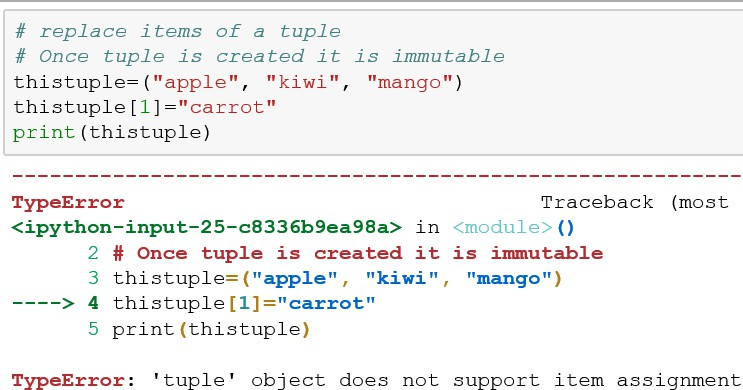 # replace items of a tuple
# Once tuple is created it is immutable
thistuple=("apple", "kiwi", "mango")
thistuple[1]="carrot"
print(thistuple)
-----------------------------------------------------------
TypeError Traceback (most
<ipython-input-25-c8336b9ea98a> in <module>()
2 # Once tuple is created it is immutable
3 thistuple=("apple", "kiwi", "mango")
----> 4 thistuple[1]="carrot"
5 print(thistuple)
TypeError: 'tuple' object does not support item assignment